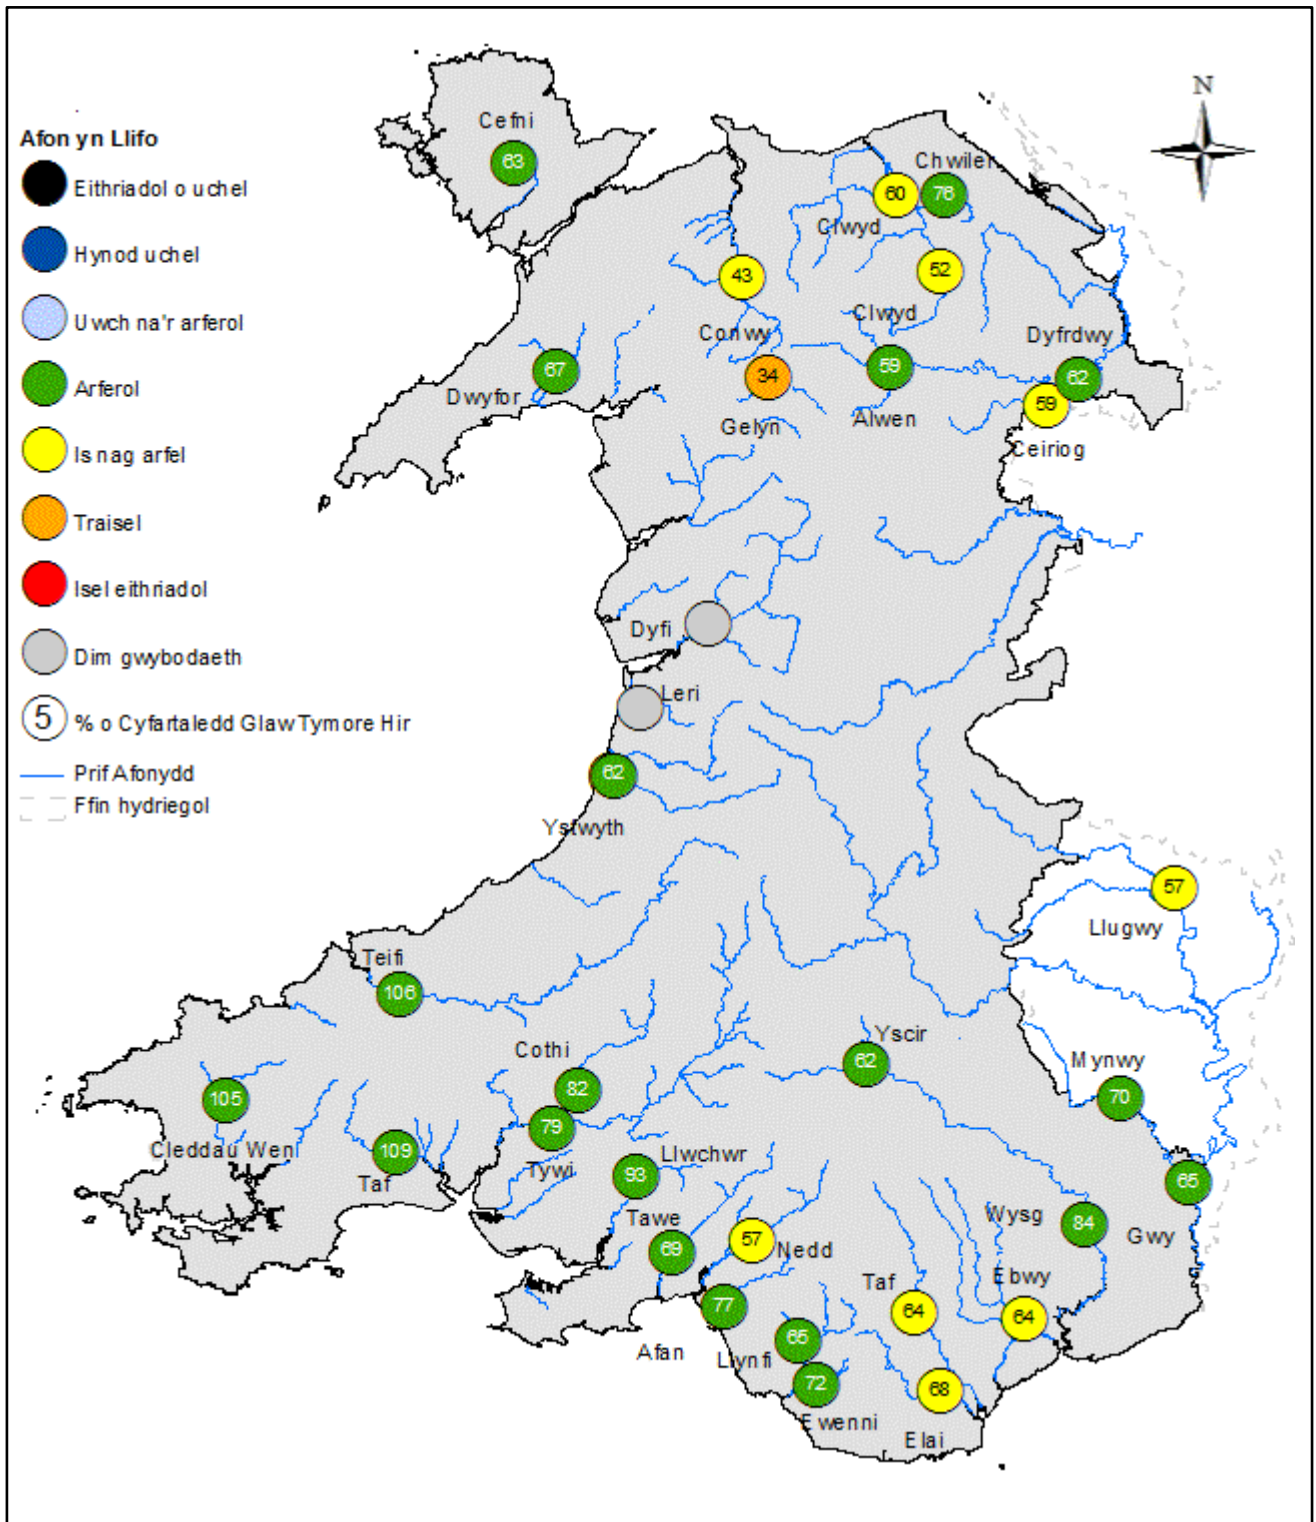 N
Afon yn Llifo
Eithriadol o uchel
Hynod uchel
Uwch na'r arferol
Arferol
Is nag arfel
Traisel
Isel eithriadol
Dim gwybodaeth
5 % o Cyfartaledd Glaw Tymore Hir
Prif Afonydd
Ffin hydriegol
Cefni
63
Chwiler
60
76
Clwyd
43
52
Conwy
Clwyd
Dyfrdwy
67
34
59
62
Dwyfor
59
Gelyn
Alwen
Ceiriog
Dyfi
Leri
62
Ystwyth
57
Llugwy
Teifi
106
Cothi
Yscir
62
Mynwy
82
70
105
79
Cleddau Wen
109
Taf
Tywi
Llwchwr
93
65
Tawe
Wysg
84
Gwy
69
57
Nedd
Taf
Ebwy
77
64
64
Afan
Llynfi
65
72
68
Ewenni
Elai